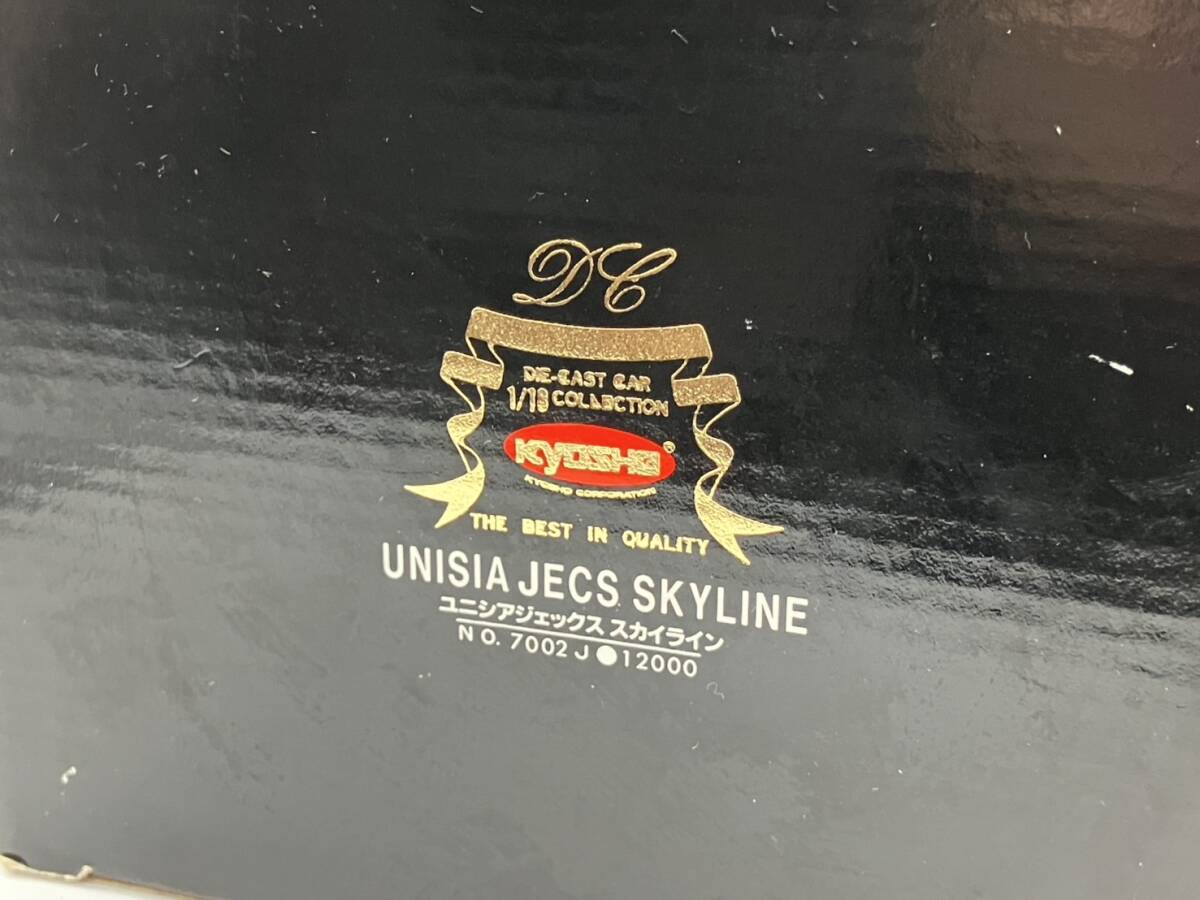 DC
DIE-CAST CAR
1/18 COLLECTION
KYOSHO®
KYOSHO CORPORATION
THE BEST IN QUALITY
UNISIA JECS SKYLINE
ユニシアジェックス スカイライン
NO. 7002J ●12000